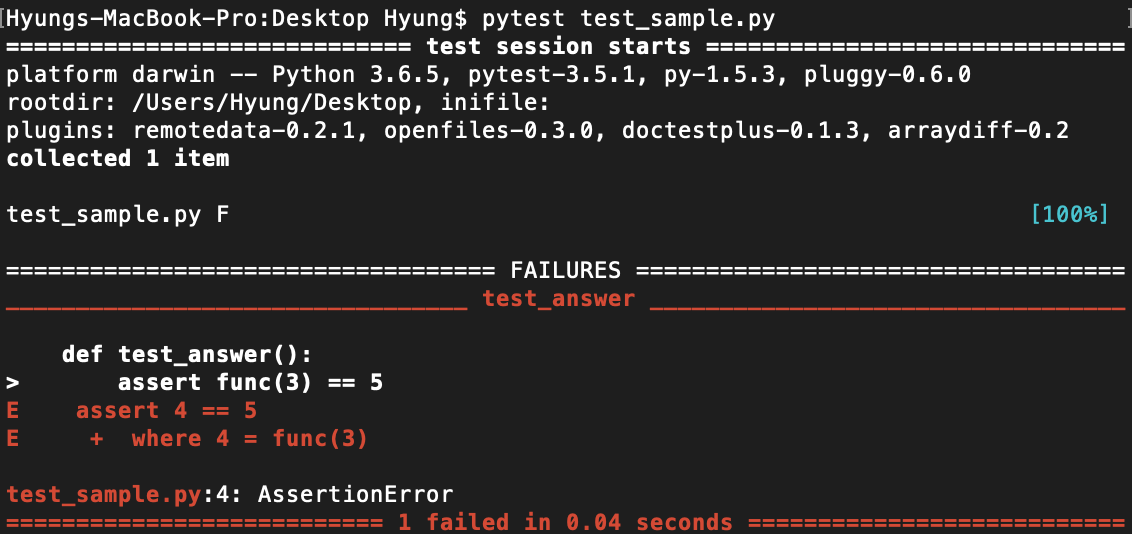 [Hyungs-MacBook-Pro:Desktop Hyung$ pytest test_sample.py ]
============================= test session starts ==============================
platform darwin -- Python 3.6.5, pytest-3.5.1, py-1.5.3, pluggy-0.6.0
rootdir: /Users/Hyung/Desktop, inifile:
plugins: remotedata-0.2.1, openfiles-0.3.0, doctestplus-0.1.3, arraydiff-0.2
collected 1 item

test_sample.py F                                                         [100%]

=================================== FAILURES ===================================
_________________________________ test_answer __________________________________

    def test_answer():
>       assert func(3) == 5
E    assert 4 == 5
E     +  where 4 = func(3)

test_sample.py:4: AssertionError
=========================== 1 failed in 0.04 seconds ===========================